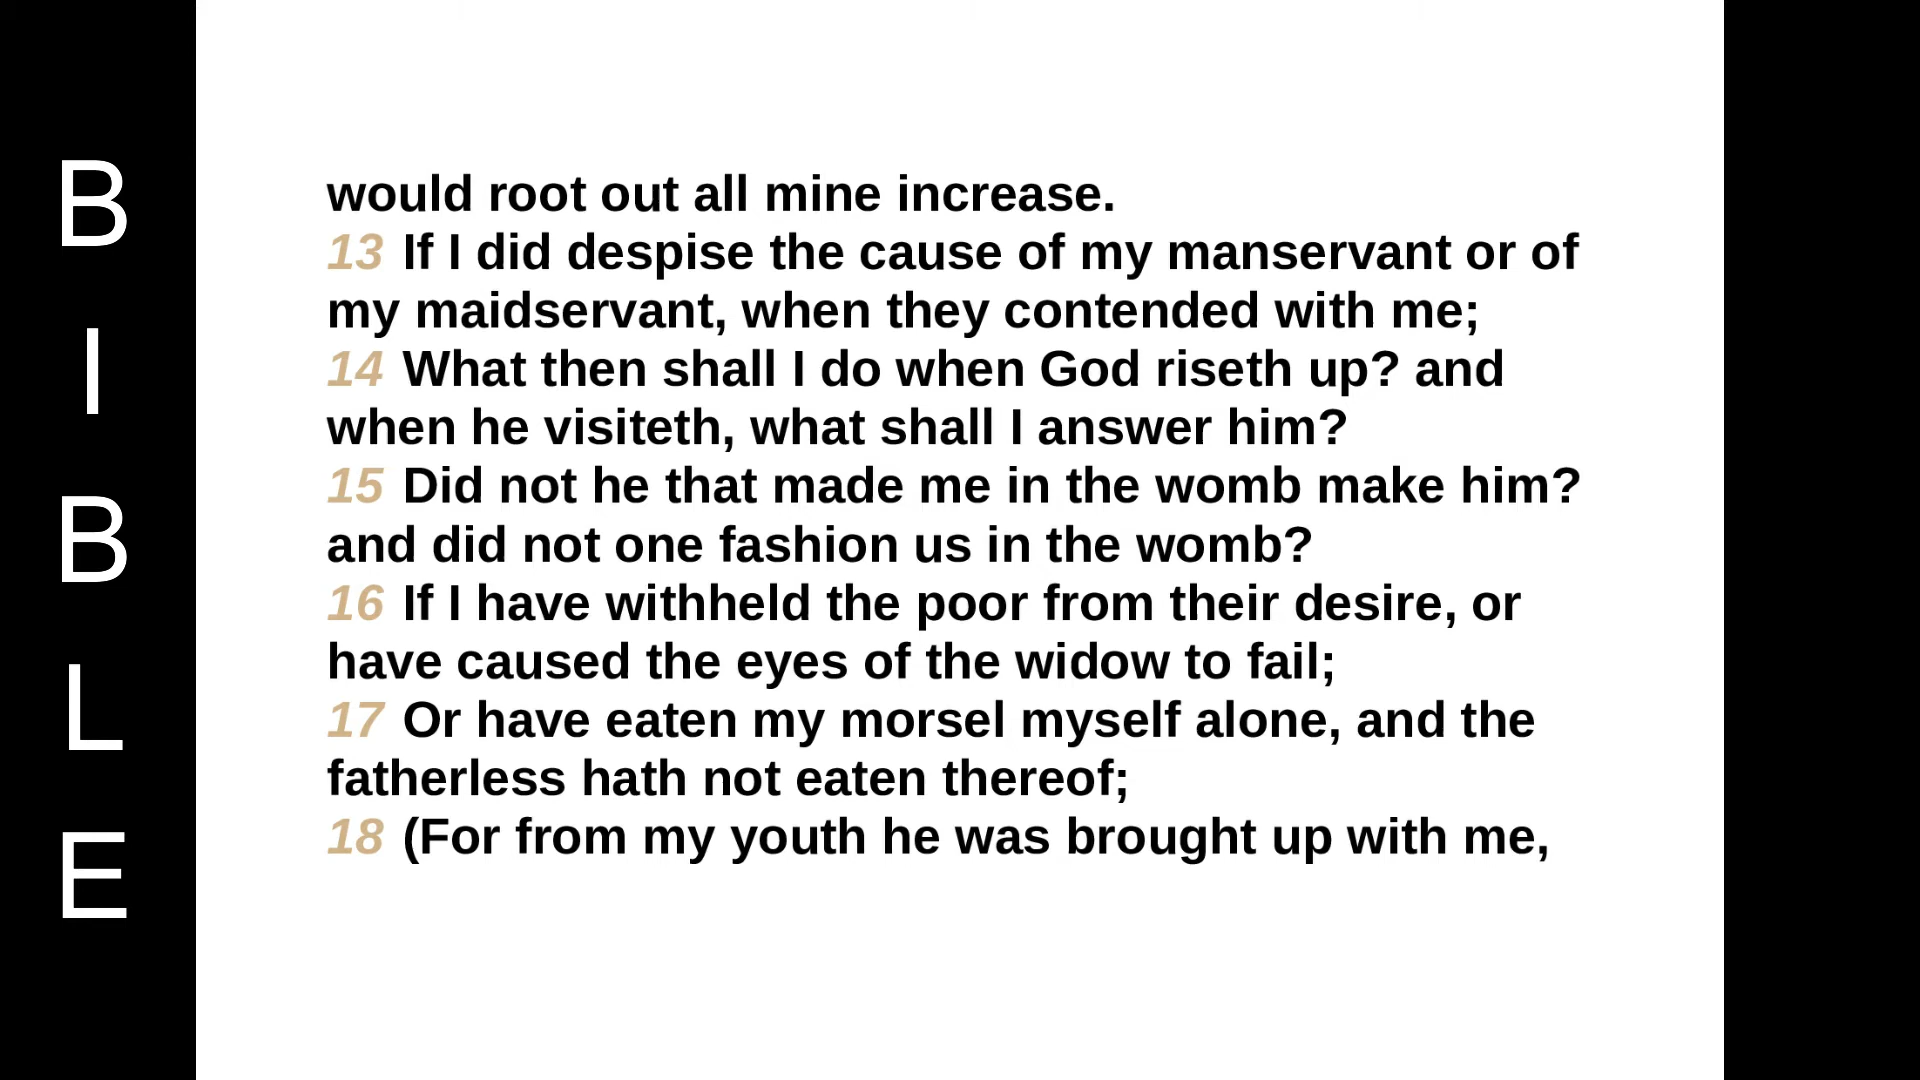 BIBLE
would root out all mine increase.
13 If I did despise the cause of my manservant or of
my maidservant, when they contended with me;
14 What then shall I do when God riseth up? and
when he visiteth, what shall I answer him?
15 Did not he that made me in the womb make him?
and did not one fashion us in the womb?
16 If I have withheld the poor from their desire, or
have caused the eyes of the widow to fail;
17 Or have eaten my morsel myself alone, and the
fatherless hath not eaten thereof;
18 (For from my youth he was brought up with me,